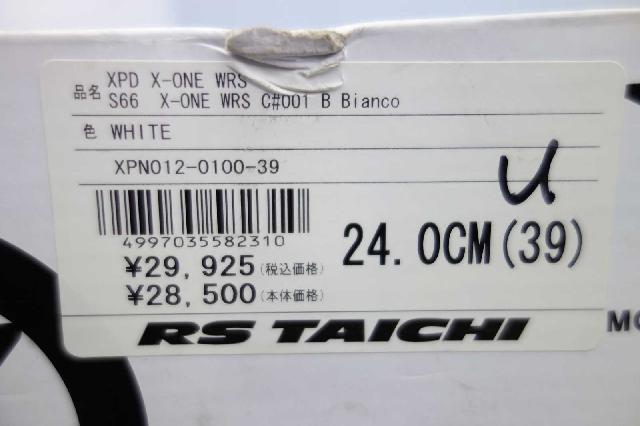 品名 XPD X-ONE WRS
S66 X-ONE WRS C#001 B Bianco
色 WHITE
XPN012-0100-39
4997035582310
¥29,925(税込価格)
¥28,500(本体価格)
24.0CM(39)
U
RS TAICHI